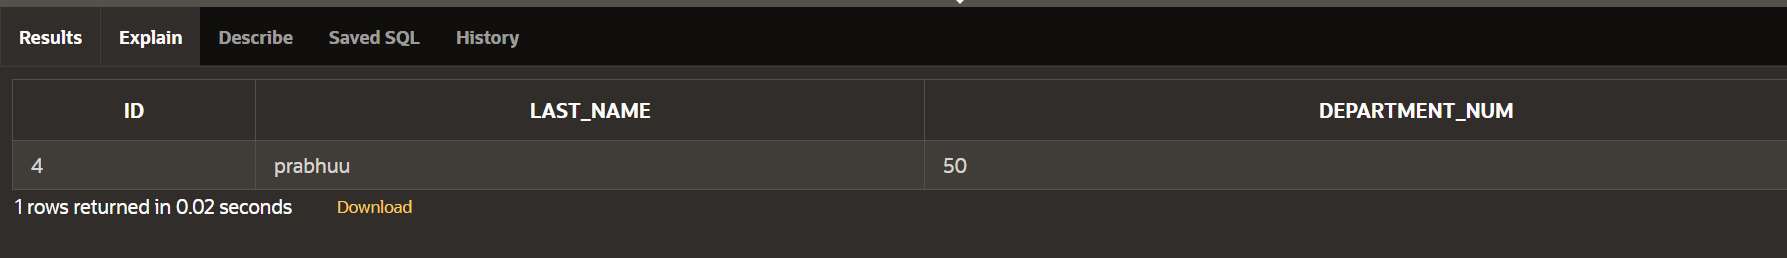 Results Explain Describe Saved SQL History
ID LAST_NAME DEPARTMENT_NUM
4 prabhuu 50
1 rows returned in 0.02 seconds Download